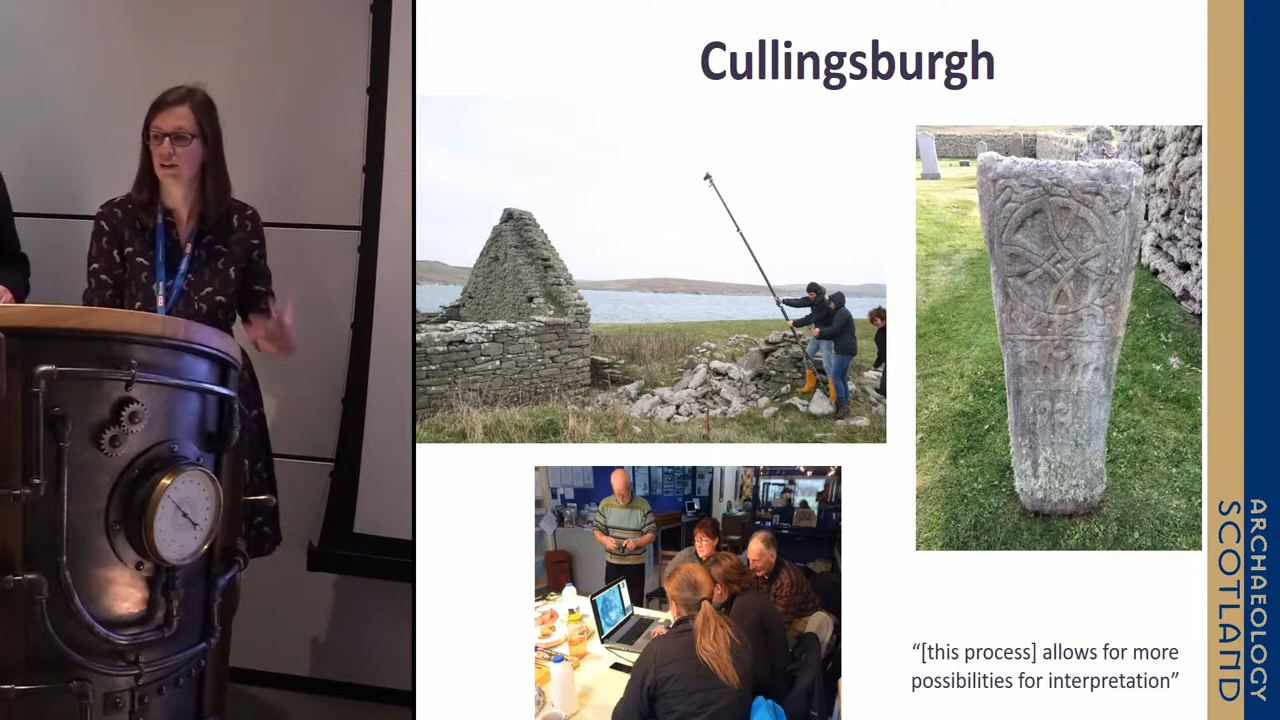 Cullingsburgh
“[this process] allows for more
possibilities for interpretation”
ARCHAEOLOGY
SCOTLAND